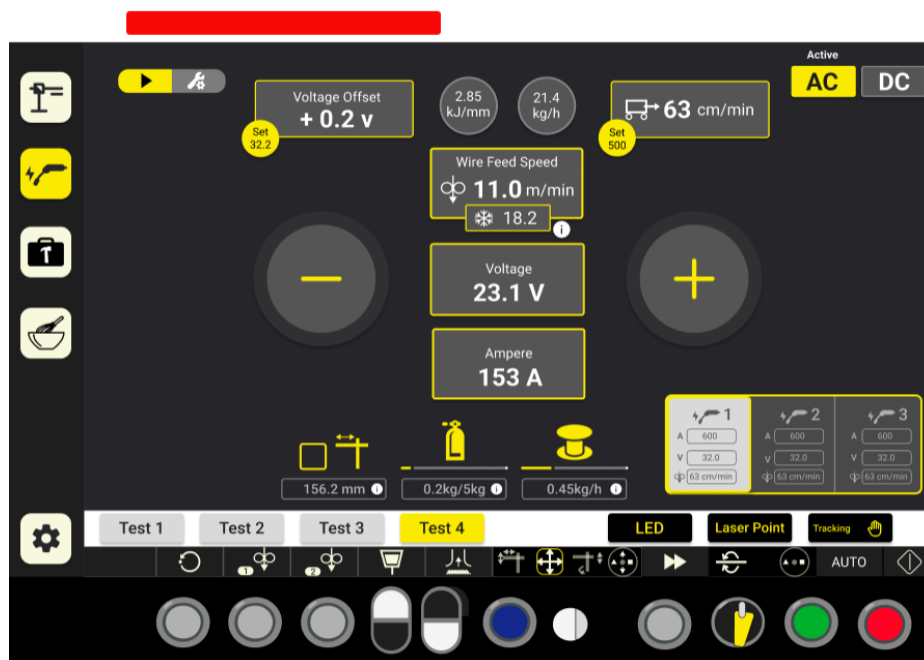 Active
AC
DC
Voltage Offset
+ 0.2 v
Set
32.2
2.85
kJ/mm
21.4
kg/h
63 cm/min
Set
500
Wire Feed Speed
11.0 m/min
18.2
i
Voltage
23.1 V
Ampere
153 A
1
A 600
V 32.0
63 cm/min
2
A 600
V 32.0
63 cm/min
3
A 600
V 32.0
63 cm/min
156.2 mm i
0.2kg/5kg i
0.45kg/h i
Test 1
Test 2
Test 3
Test 4
LED
Laser Point
Tracking
1
2
AUTO